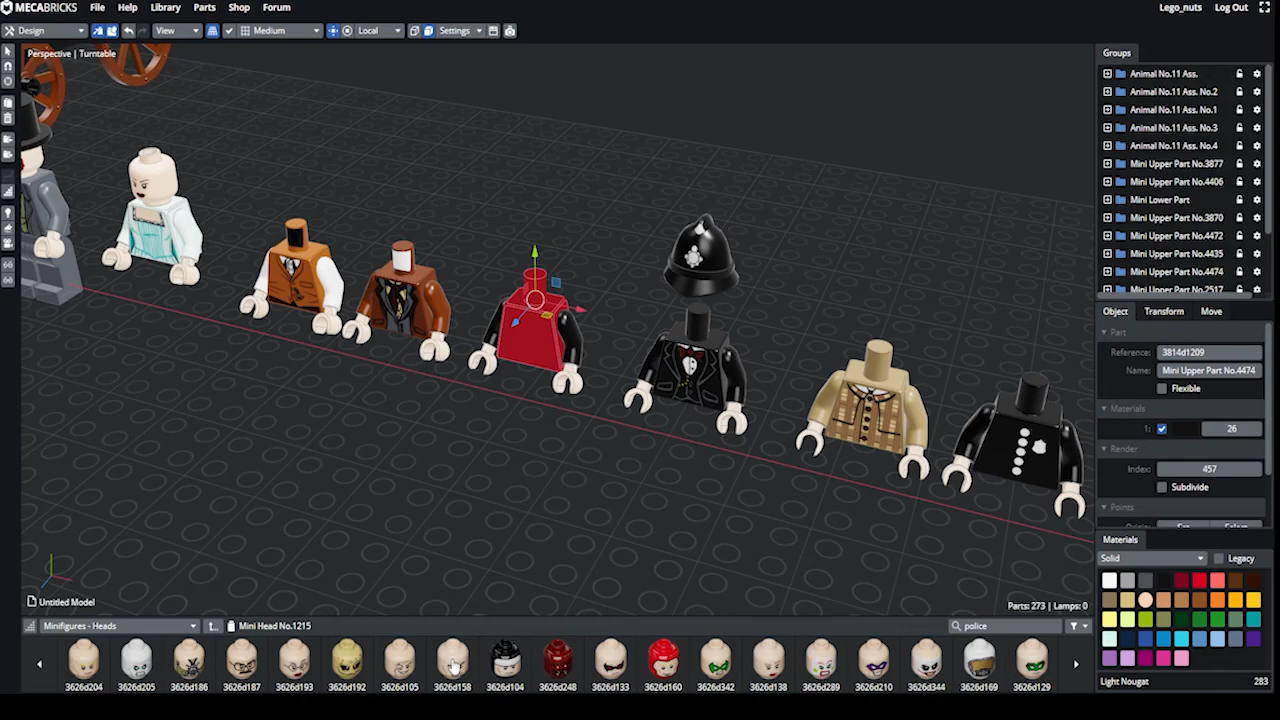 MECABRICKS File Help Library Parts Shop Forum Lego_nuts Log Out
Design View Medium Local Settings
Perspective | Turntable
Groups
Animal No.11 Ass.
Animal No.11 Ass. No.2
Animal No.11 Ass. No.1
Animal No.11 Ass. No.3
Animal No.11 Ass. No.4
Mini Upper Part No.3877
Mini Upper Part No.4406
Mini Lower Part
Mini Upper Part No.3870
Mini Upper Part No.4472
Mini Upper Part No.4435
Mini Upper Part No.4474
Mini Upper Part No.2517
Object Transform Move
Part
Reference: 3814d1209
Name: Mini Upper Part No.4474
Flexible
Materials
1: 26
Render
Index: 457
Subdivide
Points
Materials
Solid Legacy
Light Nougat 283
Untitled Model
Parts: 273 | Lamps: 0
Minifigures - Heads Mini Head No.1215 police
3626d204 3626d205 3626d186 3626d187 3626d193 3626d192 3626d105 3626d158 3626d104 3626d248 3626d133 3626d160 3626d342 3626d138 3626d289 3626d210 3626d344 3626d169 3626d129